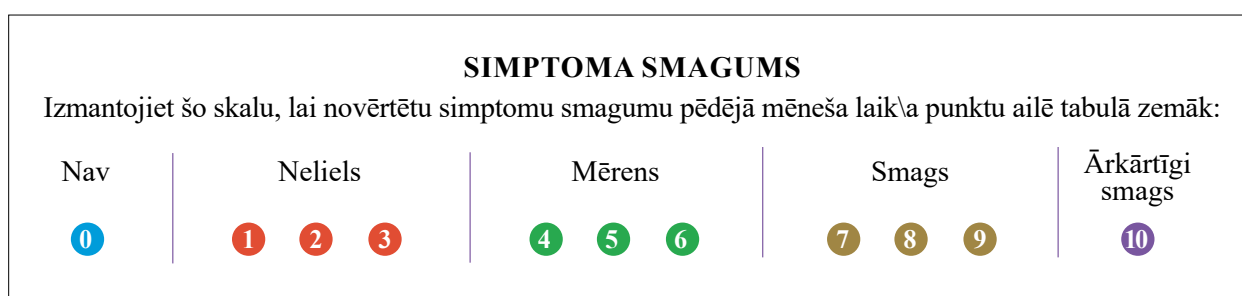 SIMPTOMA SMAGUMS
Izmantojiet šo skalu, lai novērtētu simptomu smagumu pēdējā mēneša laik\a punktu ailē tabulā zemāk:
Nav
Neliels
Mērens
Smags
Ārkārtīgi
smags
0
1 2 3
4 5 6
7 8 9
10